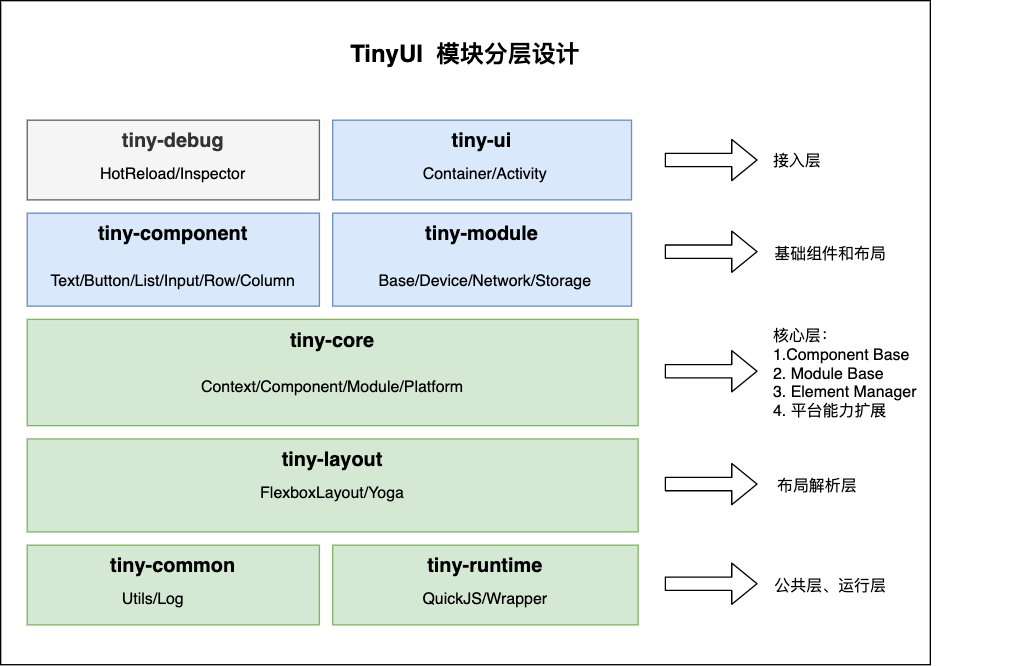 TinyUI 模块分层设计
tiny-debug
HotReload/Inspector
tiny-ui
Container/Activity
接入层
tiny-component
Text/Button/List/Input/Row/Column
tiny-module
Base/Device/Network/Storage
基础组件和布局
tiny-core
Context/Component/Module/Platform
核心层：
1.Component Base
2. Module Base
3. Element Manager
4. 平台能力扩展
tiny-layout
FlexboxLayout/Yoga
布局解析层
tiny-common
Utils/Log
tiny-runtime
QuickJS/Wrapper
公共层、运行层